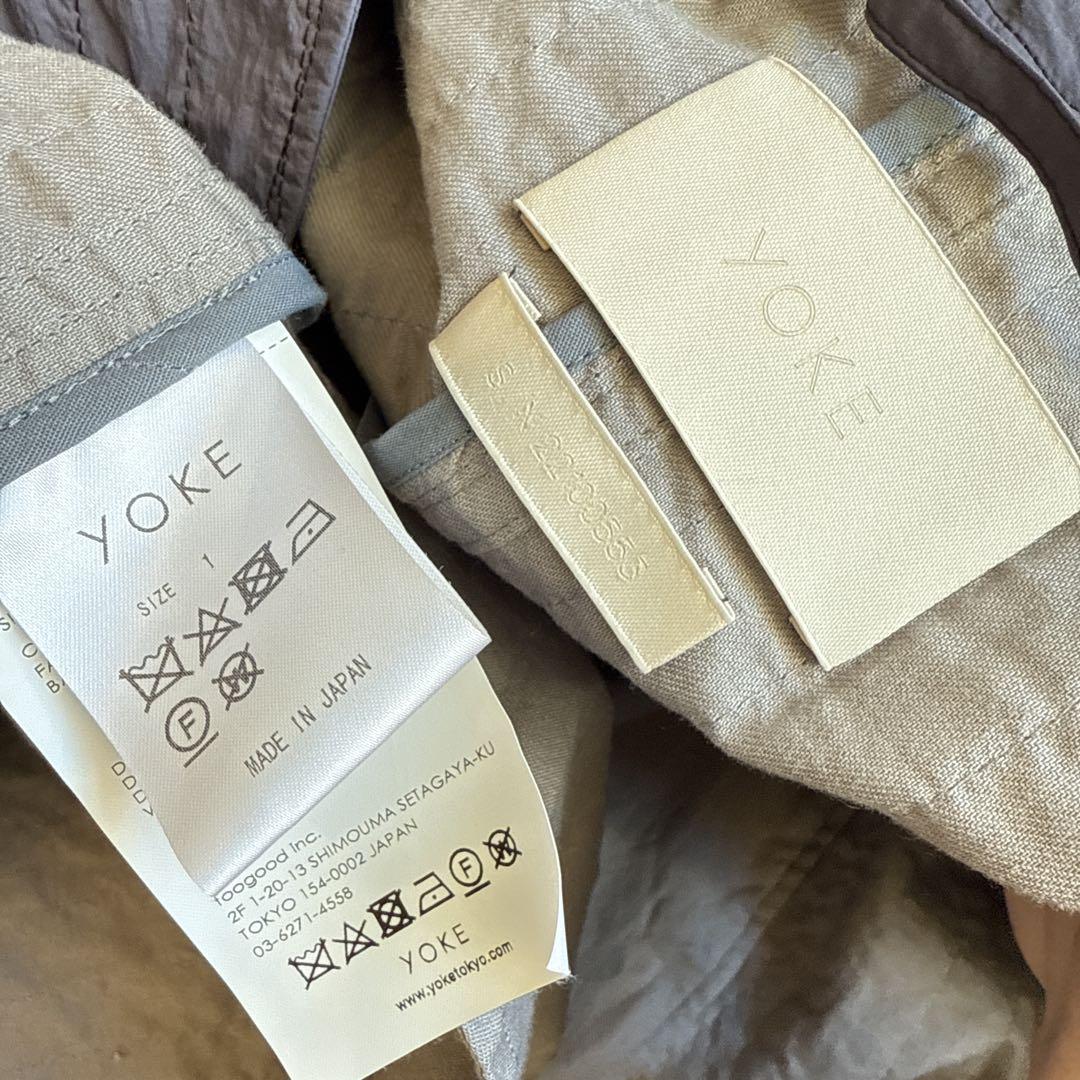 YOKE
YOKE
SIZE 1
F
W
MADE IN JAPAN
toogood Inc.
2F 1-20-13 SHIMOUMA SETAGAYA-KU
TOKYO 154-0002 JAPAN
03-6271-4558
F
W
YOKE
www.yoketokyo.com